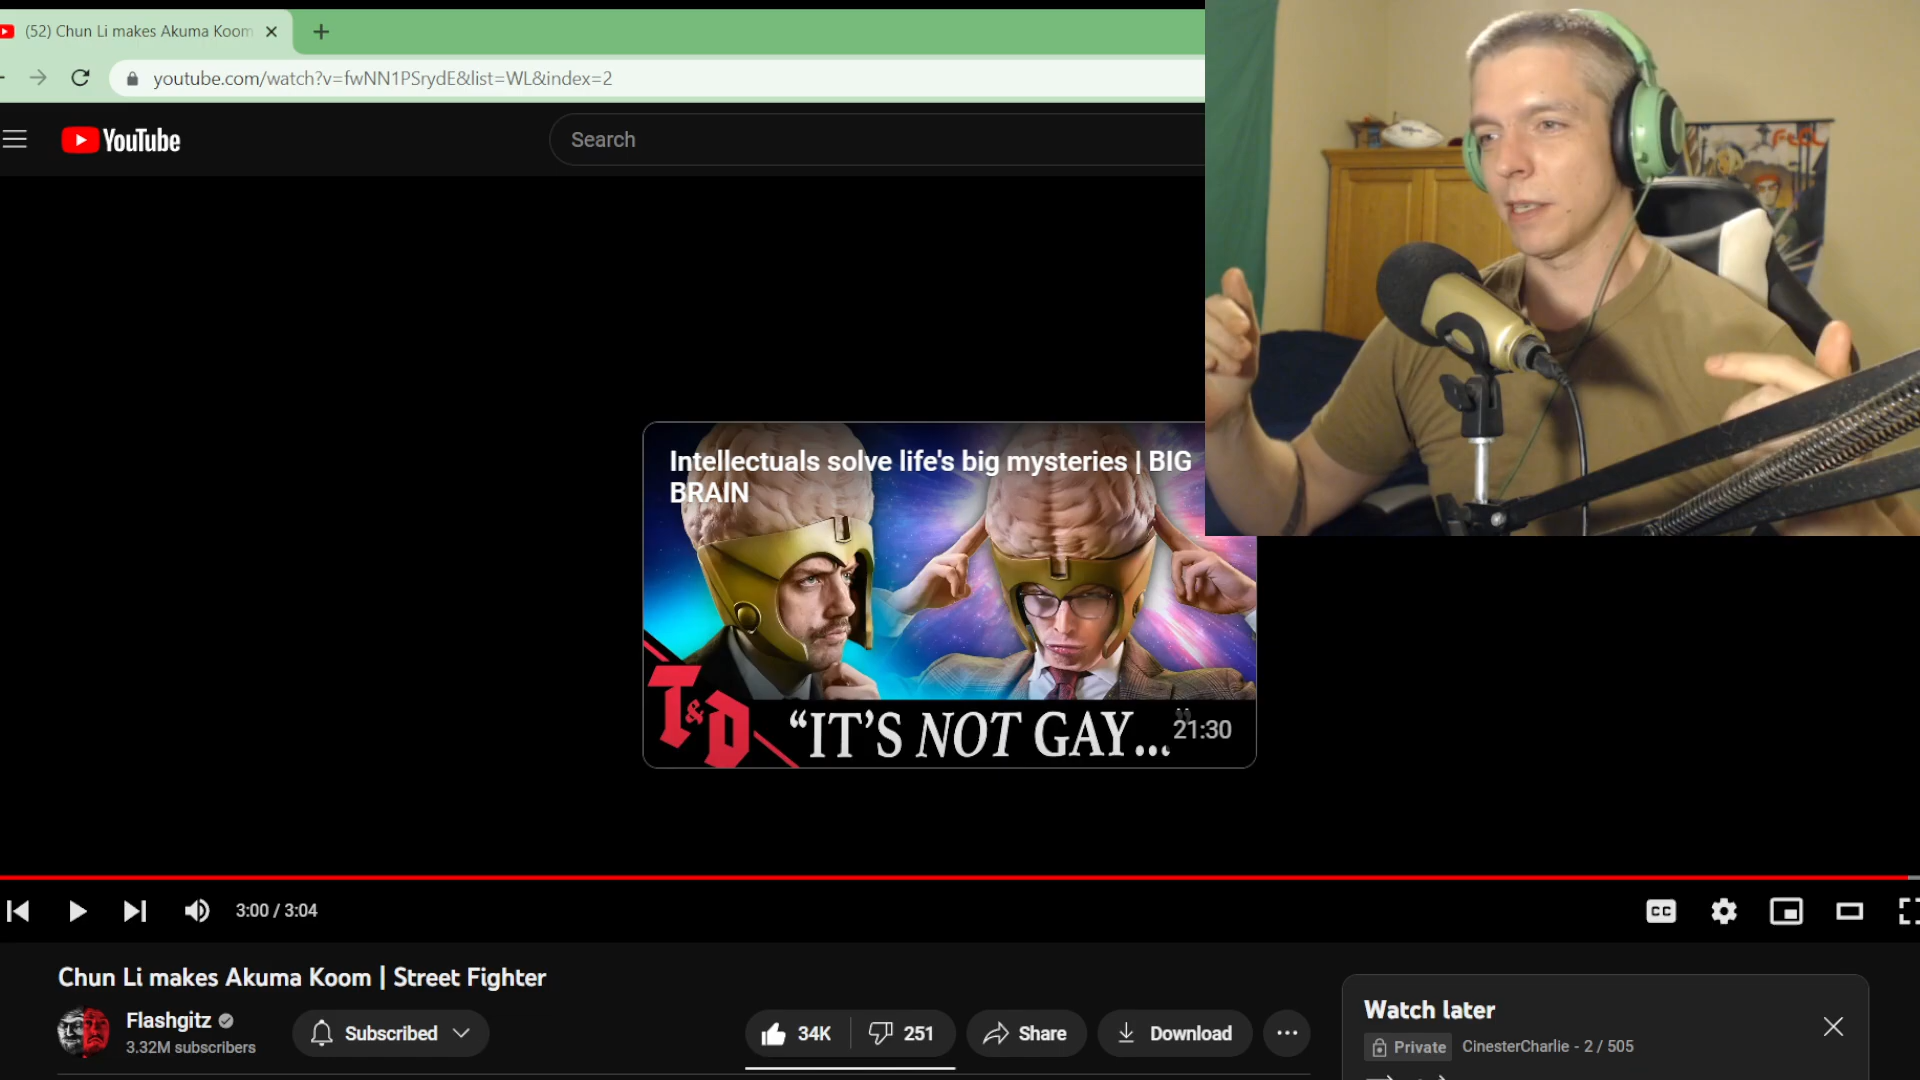 (52) Chun Li makes Akuma Koom
youtube.com/watch?v=fwNN1PSrydE&list=WL&index=2
YouTube
Search
Intellectuals solve life's big mysteries | BIG
BRAIN
T&D
“IT'S NOT GAY...”
21:30
3:00 / 3:04
CC
Chun Li makes Akuma Koom | Street Fighter
Flashgitz
3.32M subscribers
Subscribed
34K
251
Share
Download
Watch later
Private
CinesterCharlie - 2 / 505